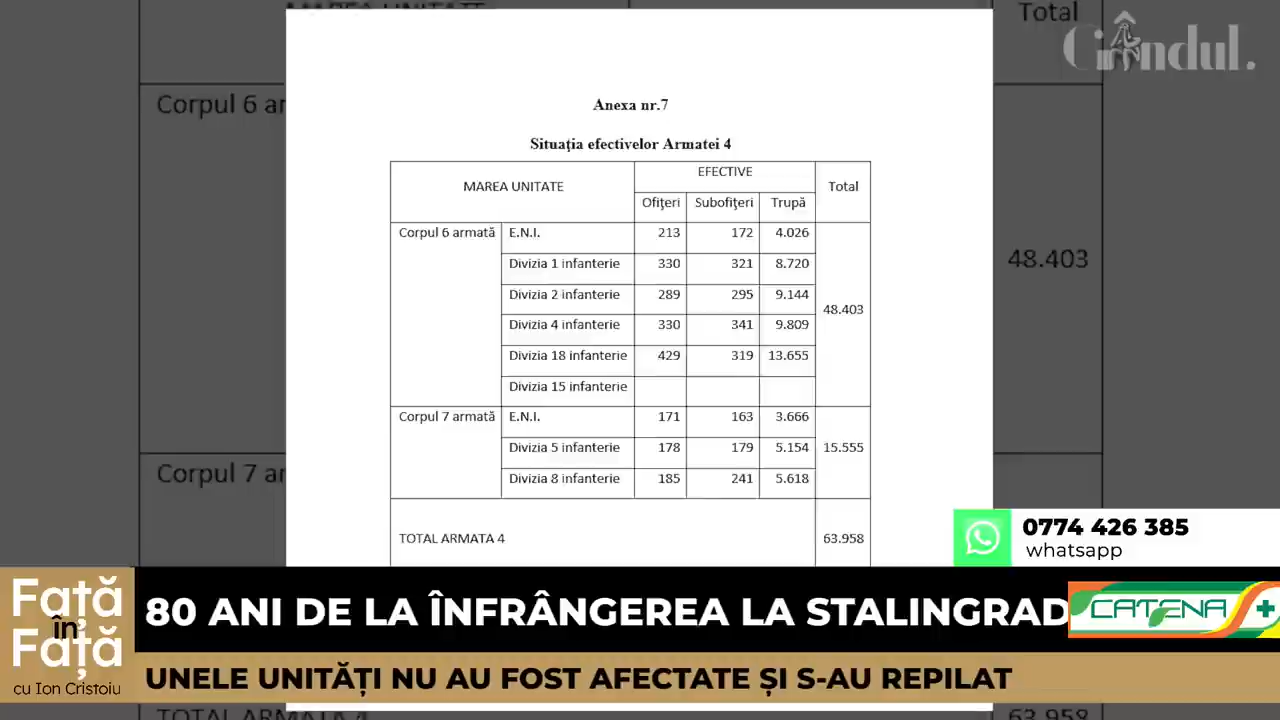 Total
Gândul.
Corpul 6 ar
48.403
Corpul 7 ar
63.958
Anexa nr.7
Situația efectivelor Armatei 4
MAREA UNITATE EFECTIVE Total
Ofițeri Subofițeri Trupă
Corpul 6 armată E.N.I. 213 172 4.026
Divizia 1 infanterie 330 321 8.720
Divizia 2 infanterie 289 295 9.144
48.403
Divizia 4 infanterie 330 341 9.809
Divizia 18 infanterie 429 319 13.655
Divizia 15 infanterie
Corpul 7 armată E.N.I. 171 163 3.666
Divizia 5 infanterie 178 179 5.154 15.555
Divizia 8 infanterie 185 241 5.618
TOTAL ARMATA 4 63.958
0774 426 385
whatsapp
Față
în
Față
cu Ion Cristoiu
80 ANI DE LA ÎNFRÂNGEREA LA STALINGRAD
CATENA
UNELE UNITĂȚI NU AU FOST AFECTATE ȘI S-AU REPILAT